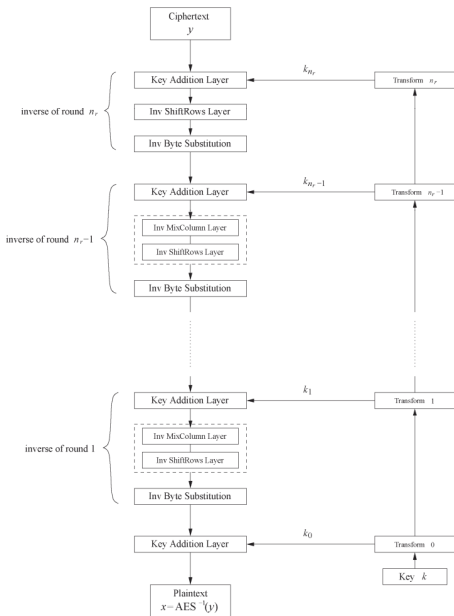 Ciphertext
y
Key Addition Layer
k_{n_r}
Transform n_r
inverse of round n_r
Inv ShiftRows Layer
Inv Byte Substitution
Key Addition Layer
k_{n_r−1}
Transform n_r−1
inverse of round n_r−1
Inv MixColumn Layer
Inv ShiftRows Layer
Inv Byte Substitution
Key Addition Layer
k_1
Transform 1
inverse of round 1
Inv MixColumn Layer
Inv ShiftRows Layer
Inv Byte Substitution
Key Addition Layer
k_0
Transform 0
Key k
Plaintext
x=AES^{−1}(y)